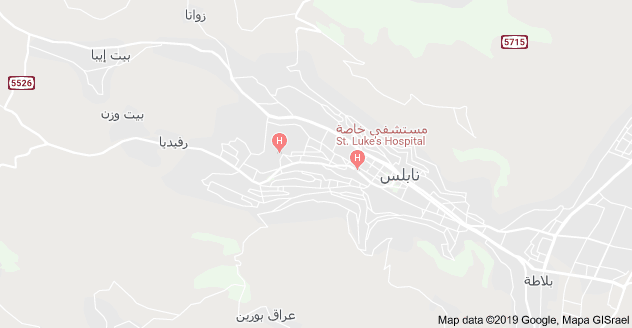 زواتا
5715
بيت إيبا
5526
بيت وزن
مستشفى خاصة
St. Luke's Hospital
رفيديا
H
H
نابلس
بلاطة
عراق بورين
Map data ©2019 Google, Mapa GISrael